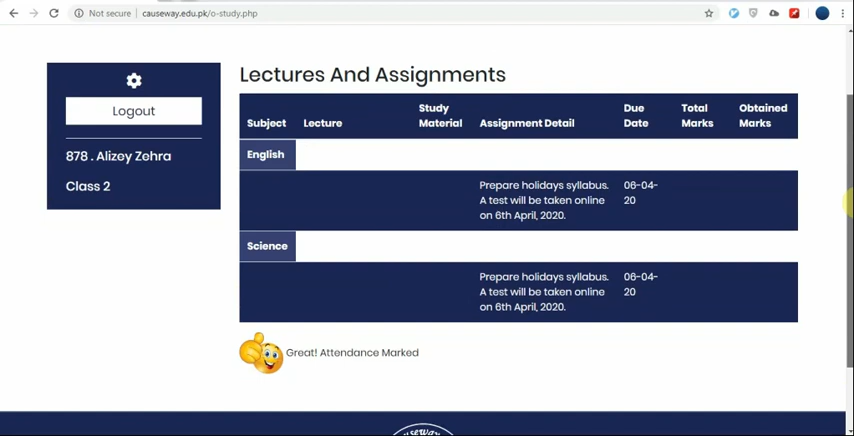 Not secure | causeway.edu.pk/o-study.php
Logout
878 . Alizey Zehra
Class 2
Lectures And Assignments
Subject Lecture Study Material Assignment Detail Due Date Total Marks Obtained Marks
English
Prepare holidays syllabus. 06-04-
A test will be taken online 20
on 6th April, 2020.
Science
Prepare holidays syllabus. 06-04-
A test will be taken online 20
on 6th April, 2020.
Great! Attendance Marked